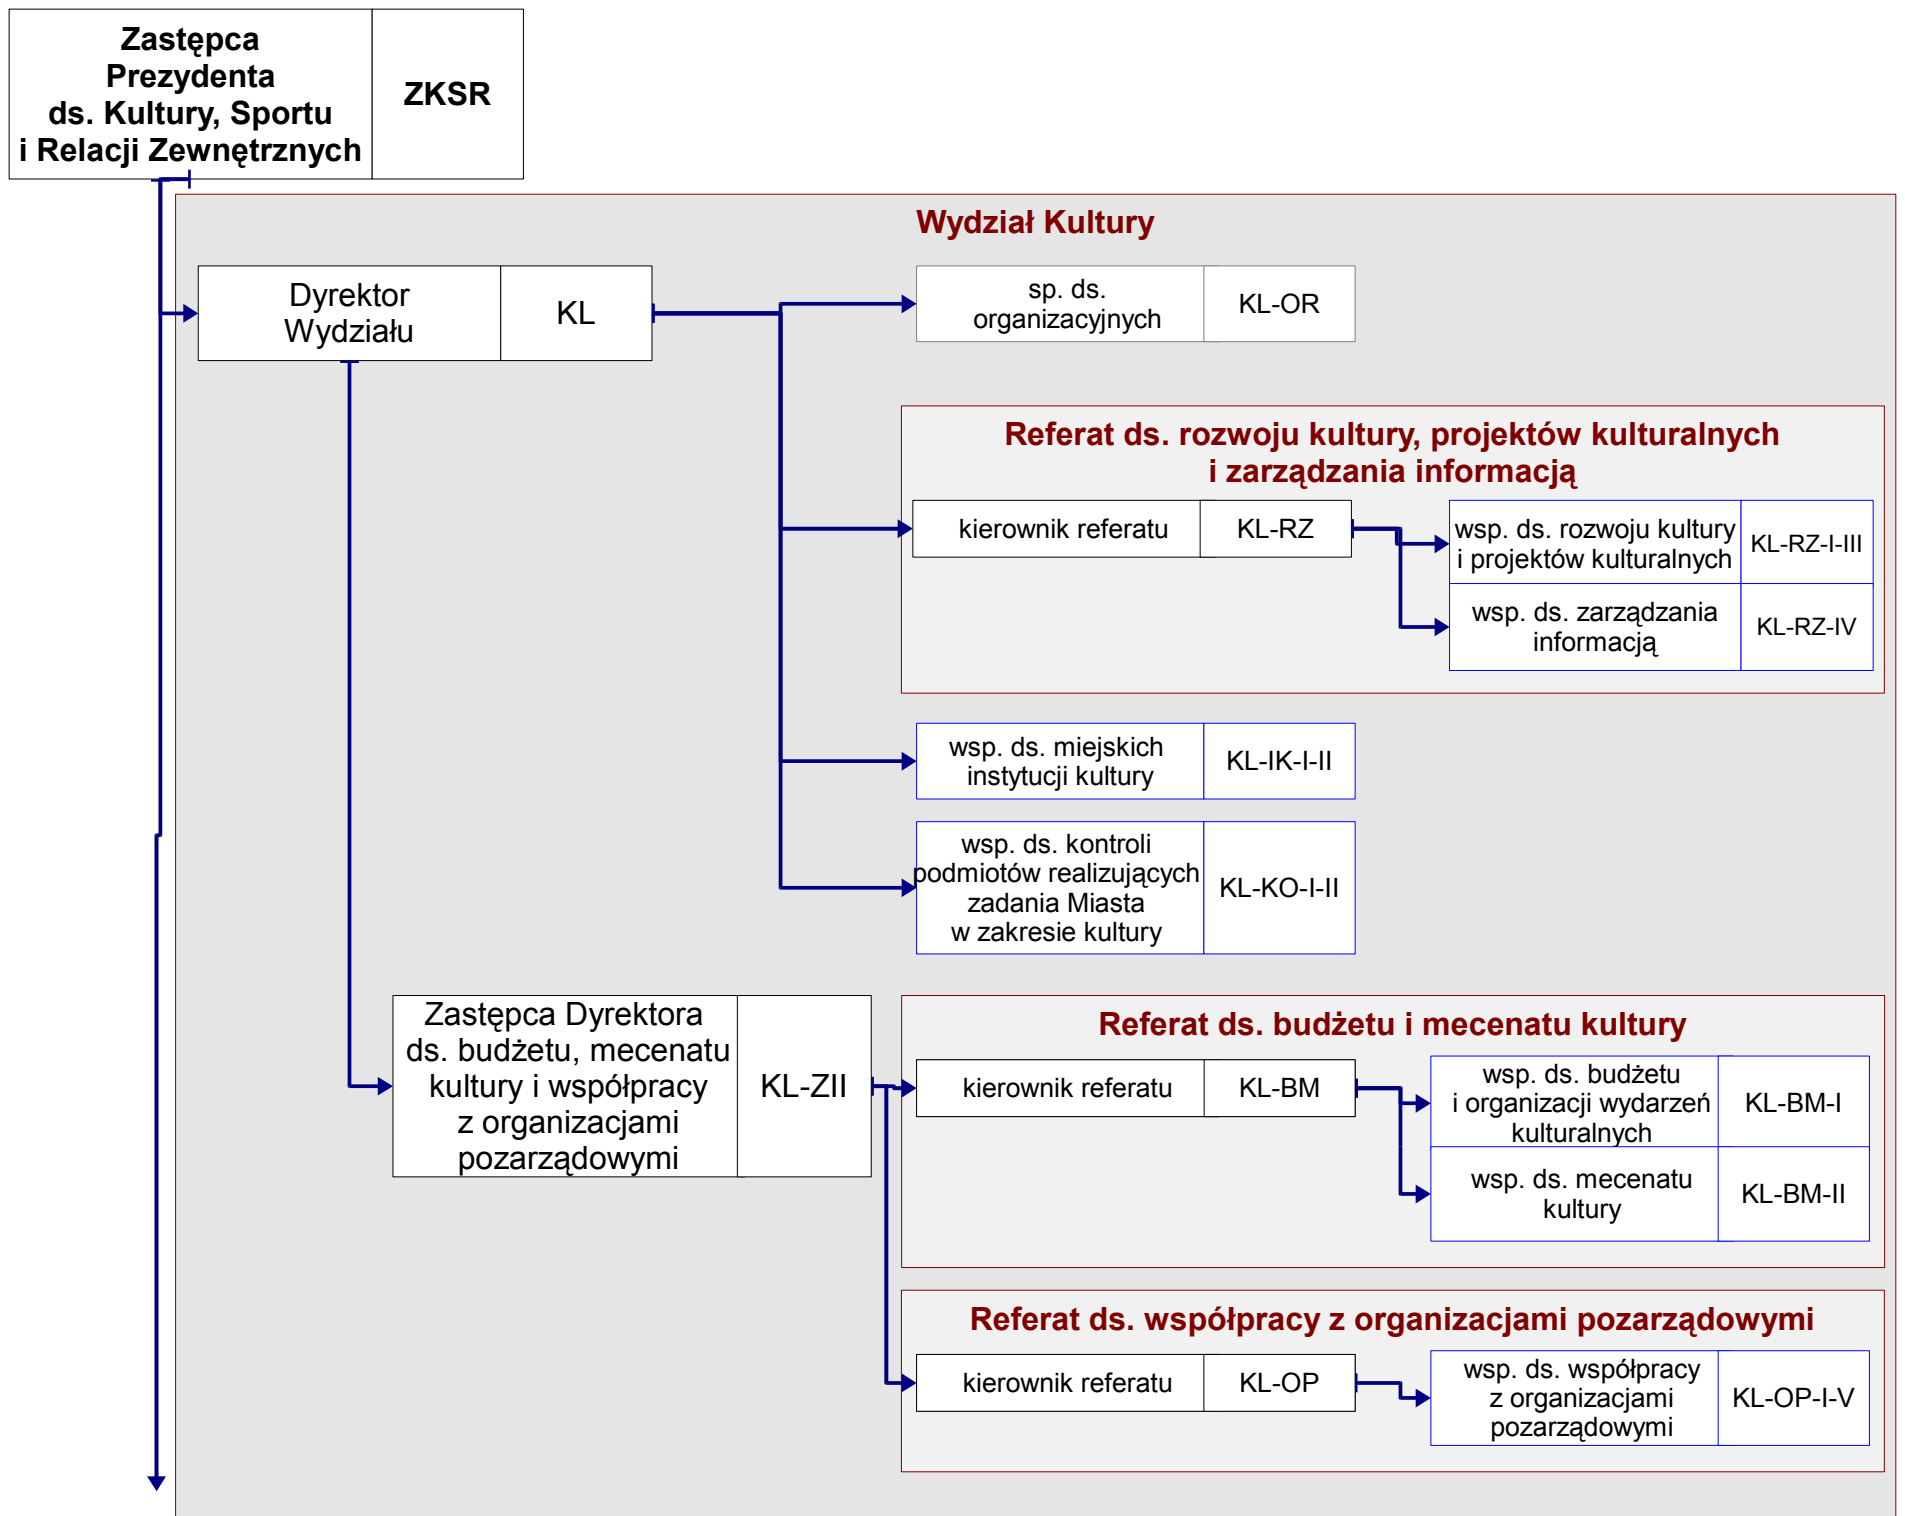 Zastępca
Prezydenta
ds. Kultury, Sportu
i Relacji Zewnętrznych
ZKSR
Wydział Kultury
Dyrektor
Wydziału
KL
sp. ds.
organizacyjnych
KL-OR
Referat ds. rozwoju kultury, projektów kulturalnych
i zarządzania informacją
kierownik referatu
KL-RZ
wsp. ds. rozwoju kultury
i projektów kulturalnych
KL-RZ-I-III
wsp. ds. zarządzania
informacją
KL-RZ-IV
wsp. ds. miejskich
instytucji kultury
KL-IK-I-II
wsp. ds. kontroli
podmiotów realizujących
zadania Miasta
w zakresie kultury
KL-KO-I-II
Zastępca Dyrektora
ds. budżetu, mecenatu
kultury i współpracy
z organizacjami
pozarządowymi
KL-ZII
Referat ds. budżetu i mecenatu kultury
kierownik referatu
KL-BM
wsp. ds. budżetu
i organizacji wydarzeń
kulturalnych
KL-BM-I
wsp. ds. mecenatu
kultury
KL-BM-II
Referat ds. współpracy z organizacjami pozarządowymi
kierownik referatu
KL-OP
wsp. ds. współpracy
z organizacjami
pozarządowymi
KL-OP-I-V